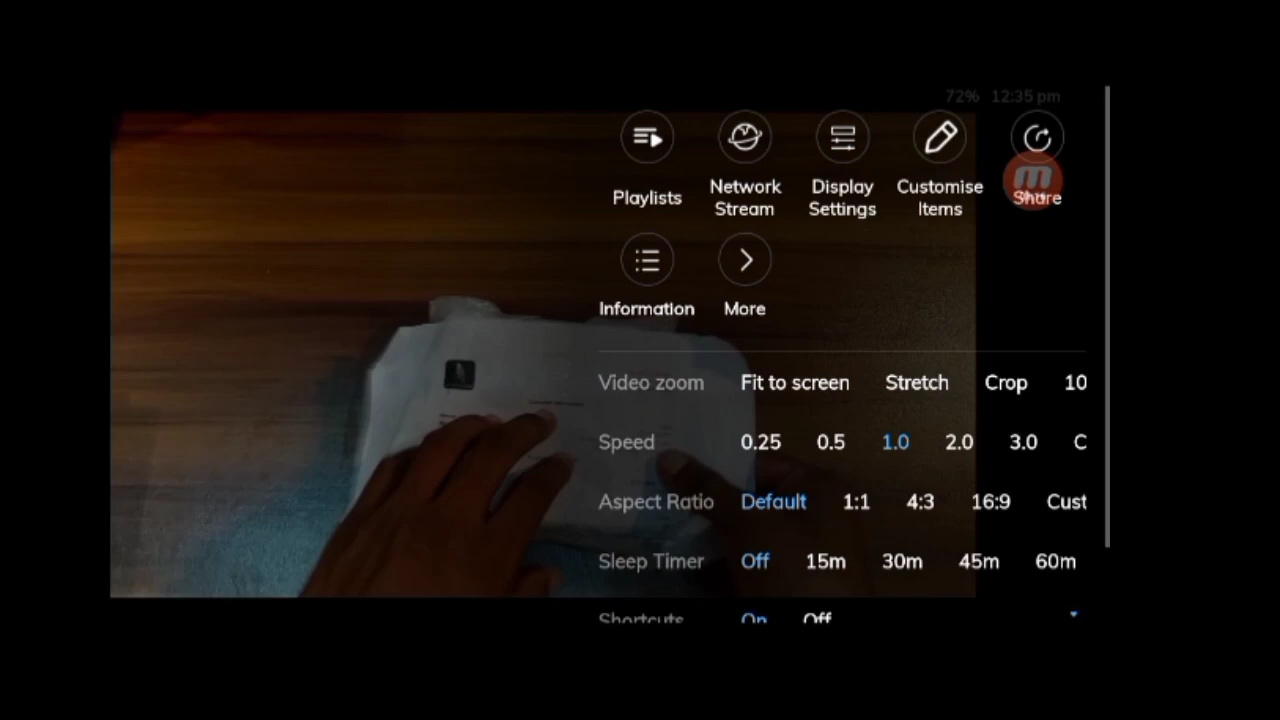 72% 12:35 pm
Playlists
Network Stream
Display Settings
Customise Items
Share
Information
More
Video zoom Fit to screen Stretch Crop 10
Speed 0.25 0.5 1.0 2.0 3.0 C
Aspect Ratio Default 1:1 4:3 16:9 Cust
Sleep Timer Off 15m 30m 45m 60m
Shortcuts On Off